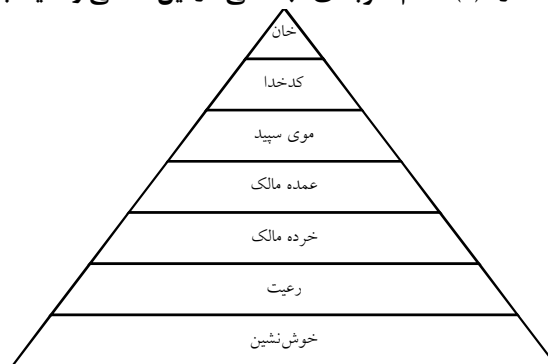 خان
کدخدا
موی سپید
عمده مالک
خرده مالک
رعیت
خوش‌نشین